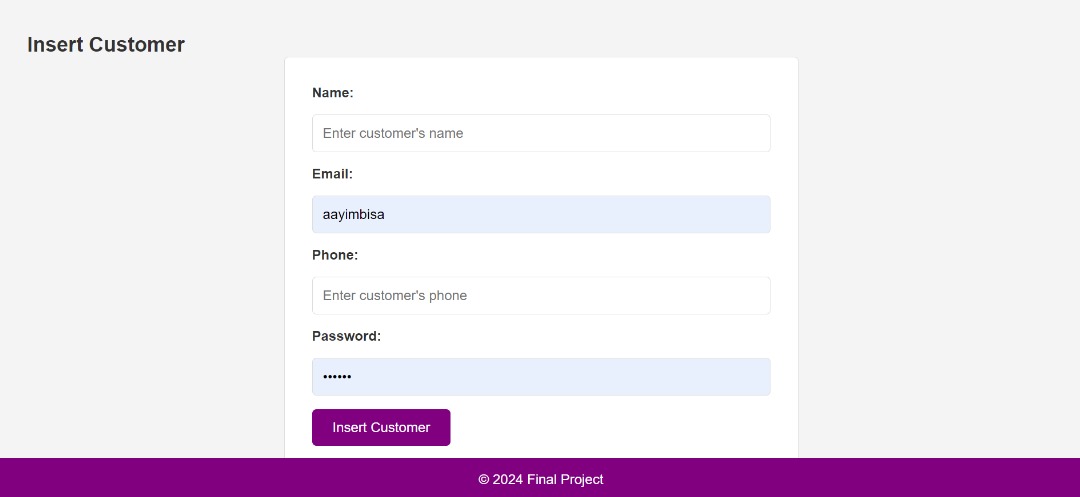 Insert Customer
Name:
Enter customer's name
Email:
aayimbisa
Phone:
Enter customer's phone
Password:
••••••
Insert Customer
© 2024 Final Project